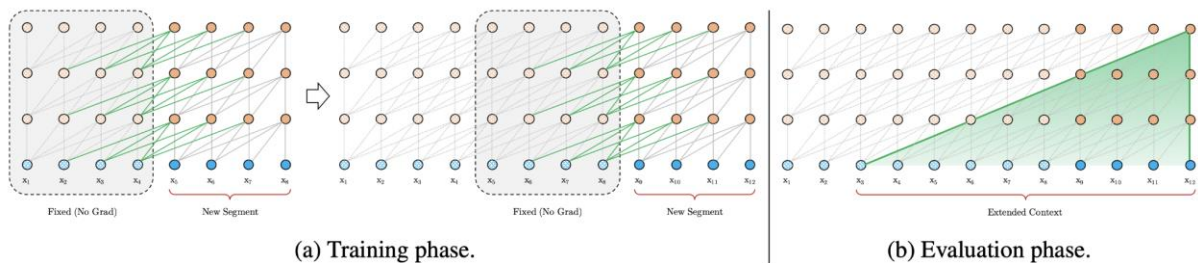 x₁ x₂ x₃ x₄ x₅ x₆ x₇ x₈
Fixed (No Grad) New Segment
x₁ x₂ x₃ x₄ x₅ x₆ x₇ x₈ x₉ x₁₀ x₁₁ x₁₂
Fixed (No Grad) New Segment
(a) Training phase.
x₁ x₂ x₃ x₄ x₅ x₆ x₇ x₈ x₉ x₁₀ x₁₁ x₁₂
Extended Context
(b) Evaluation phase.